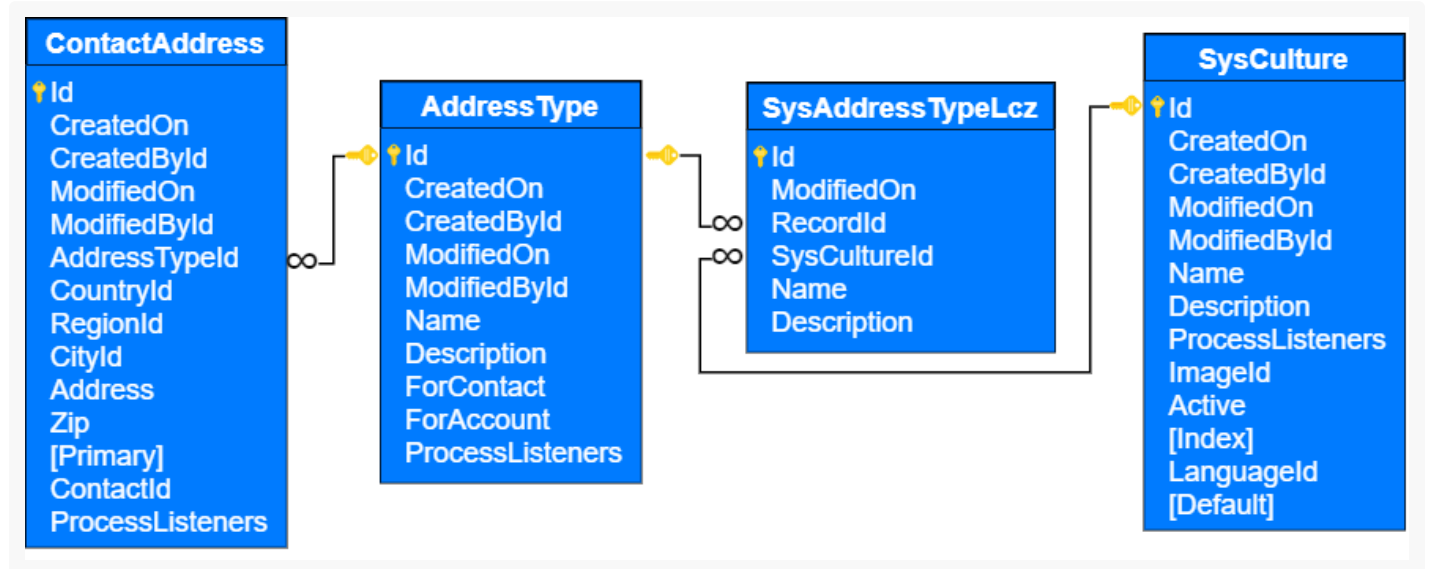 ContactAddress
Id
CreatedOn
CreatedById
ModifiedOn
ModifiedById
AddressTypeId
CountryId
RegionId
CityId
Address
Zip
[Primary]
ContactId
ProcessListeners
AddressType
Id
CreatedOn
CreatedById
ModifiedOn
ModifiedById
Name
Description
ForContact
ForAccount
ProcessListeners
SysAddressTypeLcz
Id
ModifiedOn
RecordId
SysCultureId
Name
Description
SysCulture
Id
CreatedOn
CreatedById
ModifiedOn
ModifiedById
Name
Description
ProcessListeners
ImageId
Active
[Index]
LanguageId
[Default]